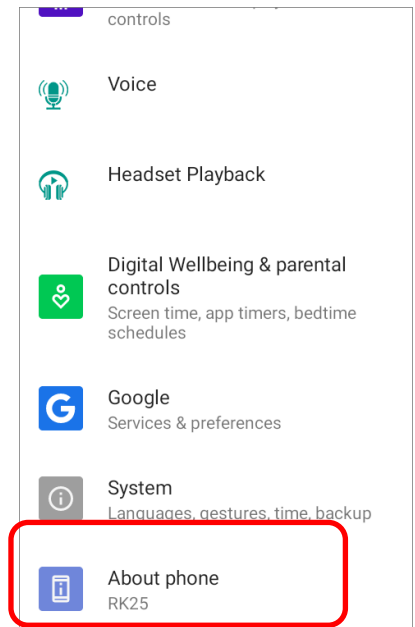 controls
Voice
Headset Playback
Digital Wellbeing & parental
controls
Screen time, app timers, bedtime
schedules
Google
Services & preferences
System
Languages, gestures, time, backup
About phone
RK25